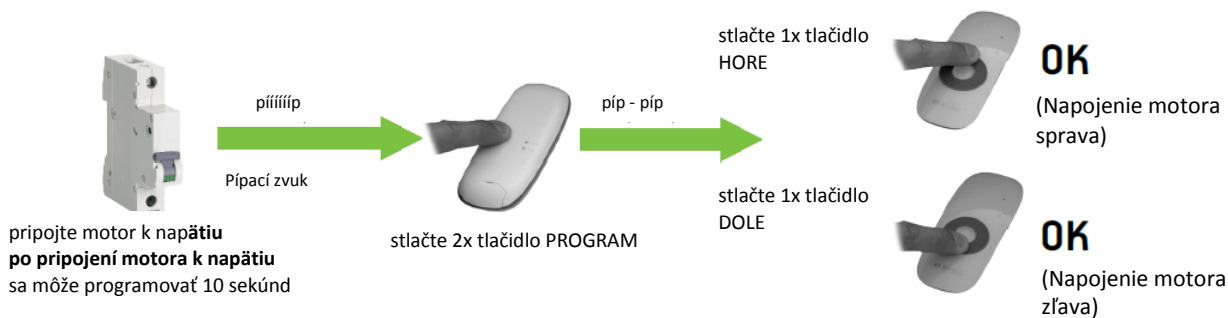 pripojte motor k napätiu
po pripojení motora k napätiu
sa môže programovať 10 sekúnd
pííííííp
Pípací zvuk
stlačte 2x tlačidlo PROGRAM
píp - píp
stlačte 1x tlačidlo
HORE
OK
(Napojenie motora
sprava)
stlačte 1x tlačidlo
DOLE
OK
(Napojenie motora
zľava)